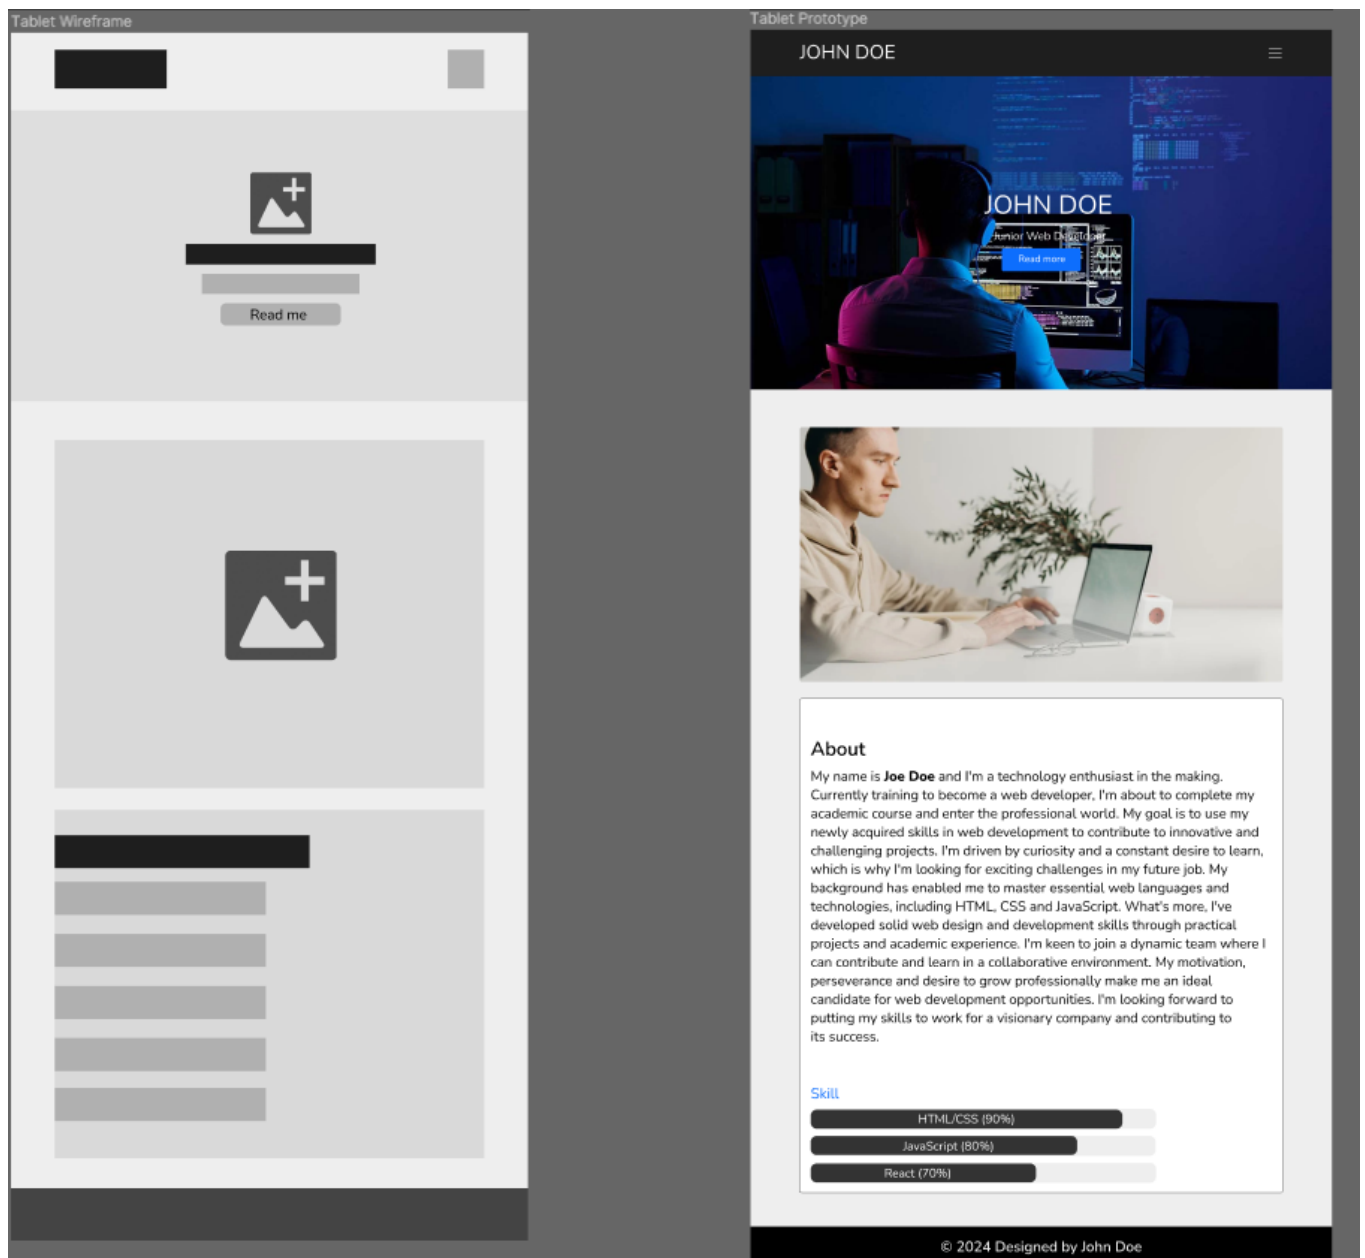 Tablet Wireframe
Read me
Tablet Prototype
JOHN DOE
JOHN DOE
Junior Web Developer
Read more
About
My name is Joe Doe and I'm a technology enthusiast in the making.
Currently training to become a web developer, I'm about to complete my
academic course and enter the professional world. My goal is to use my
newly acquired skills in web development to contribute to innovative and
challenging projects. I'm driven by curiosity and a constant desire to learn,
which is why I'm looking for exciting challenges in my future job. My
background has enabled me to master essential web languages and
technologies, including HTML, CSS and JavaScript. What's more, I've
developed solid web design and development skills through practical
projects and academic experience. I'm keen to join a dynamic team where I
can contribute and learn in a collaborative environment. My motivation,
perseverance and desire to grow professionally make me an ideal
candidate for web development opportunities. I'm looking forward to
putting my skills to work for a visionary company and contributing to
its success.
Skill
HTML/CSS (90%)
JavaScript (80%)
React (70%)
© 2024 Designed by John Doe